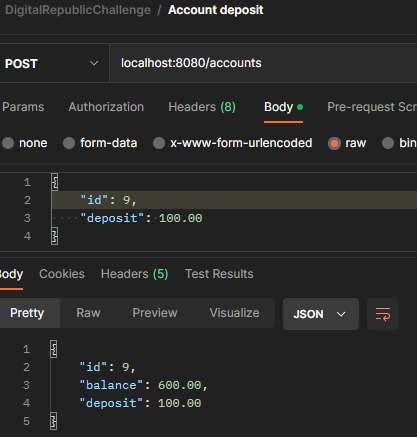 DigitalRepublicChallenge / Account deposit
POST localhost:8080/accounts
Params Authorization Headers (8) Body Pre-request Scr
none form-data x-www-form-urlencoded raw bin
1 {
2 "id": 9,
3 "deposit": 100.00
4 }
Body Cookies Headers (5) Test Results
Pretty Raw Preview Visualize JSON
1 {
2 "id": 9,
3 "balance": 600.00,
4 "deposit": 100.00
5 }